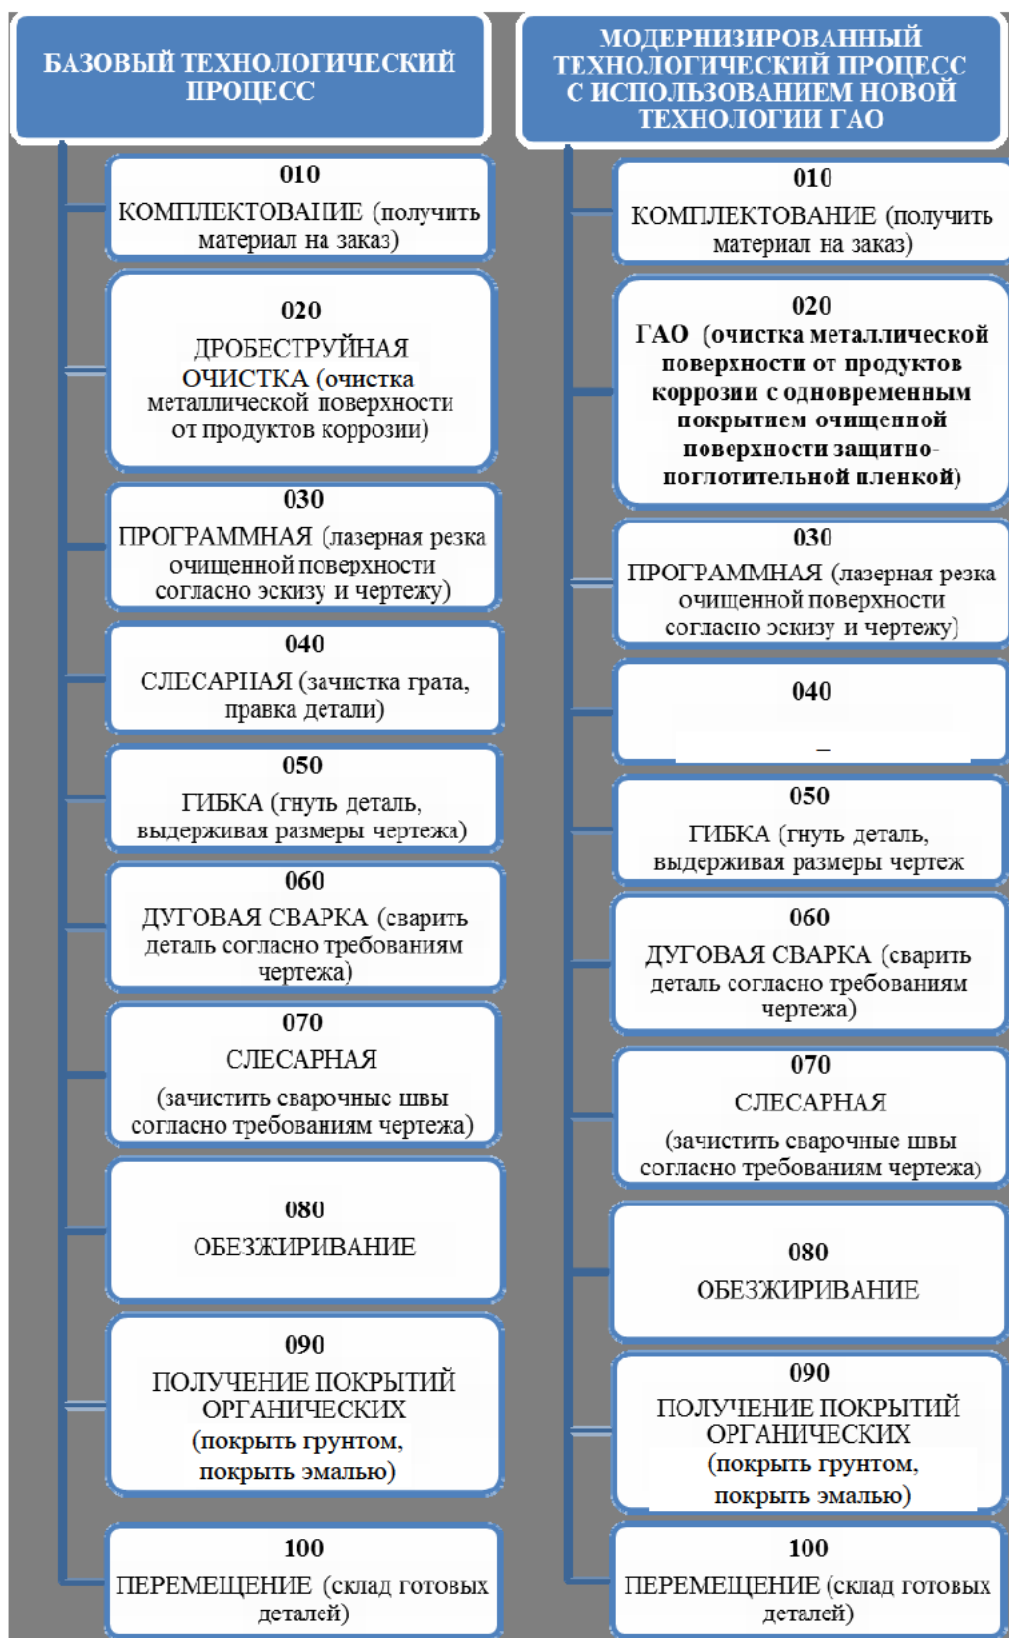 БАЗОВЫЙ ТЕХНОЛОГИЧЕСКИЙ
ПРОЦЕСС
010
КОМПЛЕКТОВАНИЕ (получить
материал на заказ)
020
ДРОБЕСТРУЙНАЯ
ОЧИСТКА (очистка
металлической поверхности
от продуктов коррозии)
030
ПРОГРАММНАЯ (лазерная резка
очищенной поверхности
согласно эскизу и чертежу)
040
СЛЕСАРНАЯ (зачистка грата,
правка детали)
050
ГИБКА (гнуть деталь,
выдерживая размеры чертежа)
060
ДУГОВАЯ СВАРКА (сварить
деталь согласно требованиям
чертежа)
070
СЛЕСАРНАЯ
(зачистить сварочные швы
согласно требованиям чертежа)
080
ОБЕЗЖИРИВАНИЕ
090
ПОЛУЧЕНИЕ ПОКРЫТИЙ
ОРГАНИЧЕСКИХ
(покрыть грунтом,
покрыть эмалью)
100
ПЕРЕМЕЩЕНИЕ (склад готовых
деталей)
МОДЕРНИЗИРОВАННЫЙ
ТЕХНОЛОГИЧЕСКИЙ ПРОЦЕСС
С ИСПОЛЬЗОВАНИЕМ НОВОЙ
ТЕХНОЛОГИИ ГАО
010
КОМПЛЕКТОВАНИЕ (получить
материал на заказ)
020
ГАО (очистка металлической
поверхности от продуктов
коррозии с одновременным
покрытием очищенной
поверхности защитно-
поглотительной пленкой)
030
ПРОГРАММНАЯ (лазерная резка
очищенной поверхности
согласно эскизу и чертежу)
040
–
050
ГИБКА (гнуть деталь,
выдерживая размеры чертеж
060
ДУГОВАЯ СВАРКА (сварить
деталь согласно требованиям
чертежа)
070
СЛЕСАРНАЯ
(зачистить сварочные швы
согласно требованиям чертежа)
080
ОБЕЗЖИРИВАНИЕ
090
ПОЛУЧЕНИЕ ПОКРЫТИЙ
ОРГАНИЧЕСКИХ
(покрыть грунтом,
покрыть эмалью)
100
ПЕРЕМЕЩЕНИЕ (склад готовых
деталей)